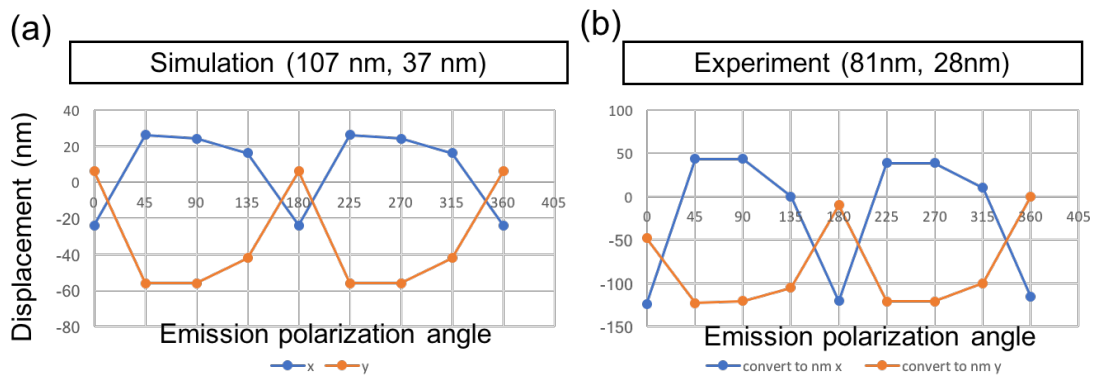 (a)
Simulation (107 nm, 37 nm)
Displacement (nm)
40
20
0
-20
-40
-60
-80
0 45 90 135 180 225 270 315 360 405
Emission polarization angle
x y
(b)
Experiment (81nm, 28nm)
100
50
0
-50
-100
-150
0 45 90 135 180 225 270 315 360 405
Emission polarization angle
convert to nm x convert to nm y